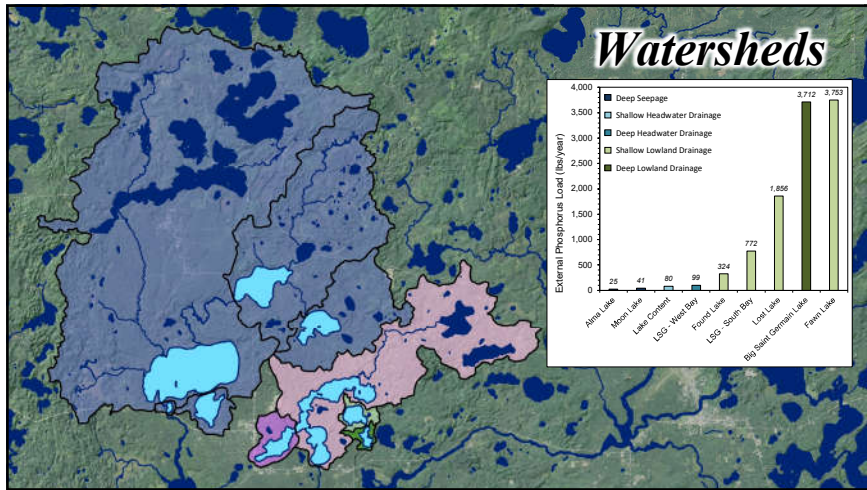 Watersheds
External Phosphorus Load (lbs/year)
4,000
3,500
3,000
2,500
2,000
1,500
1,000
500
0
Deep Seepage
Shallow Headwater Drainage
Deep Headwater Drainage
Shallow Lowland Drainage
Deep Lowland Drainage
25
41
80
99
324
772
1,856
3,712
3,753
Alma Lake
Moon Lake
Lake Content
LSG - West Bay
Found Lake
LSG - South Bay
Lost Lake
Big Saint Germain Lake
Fawn Lake